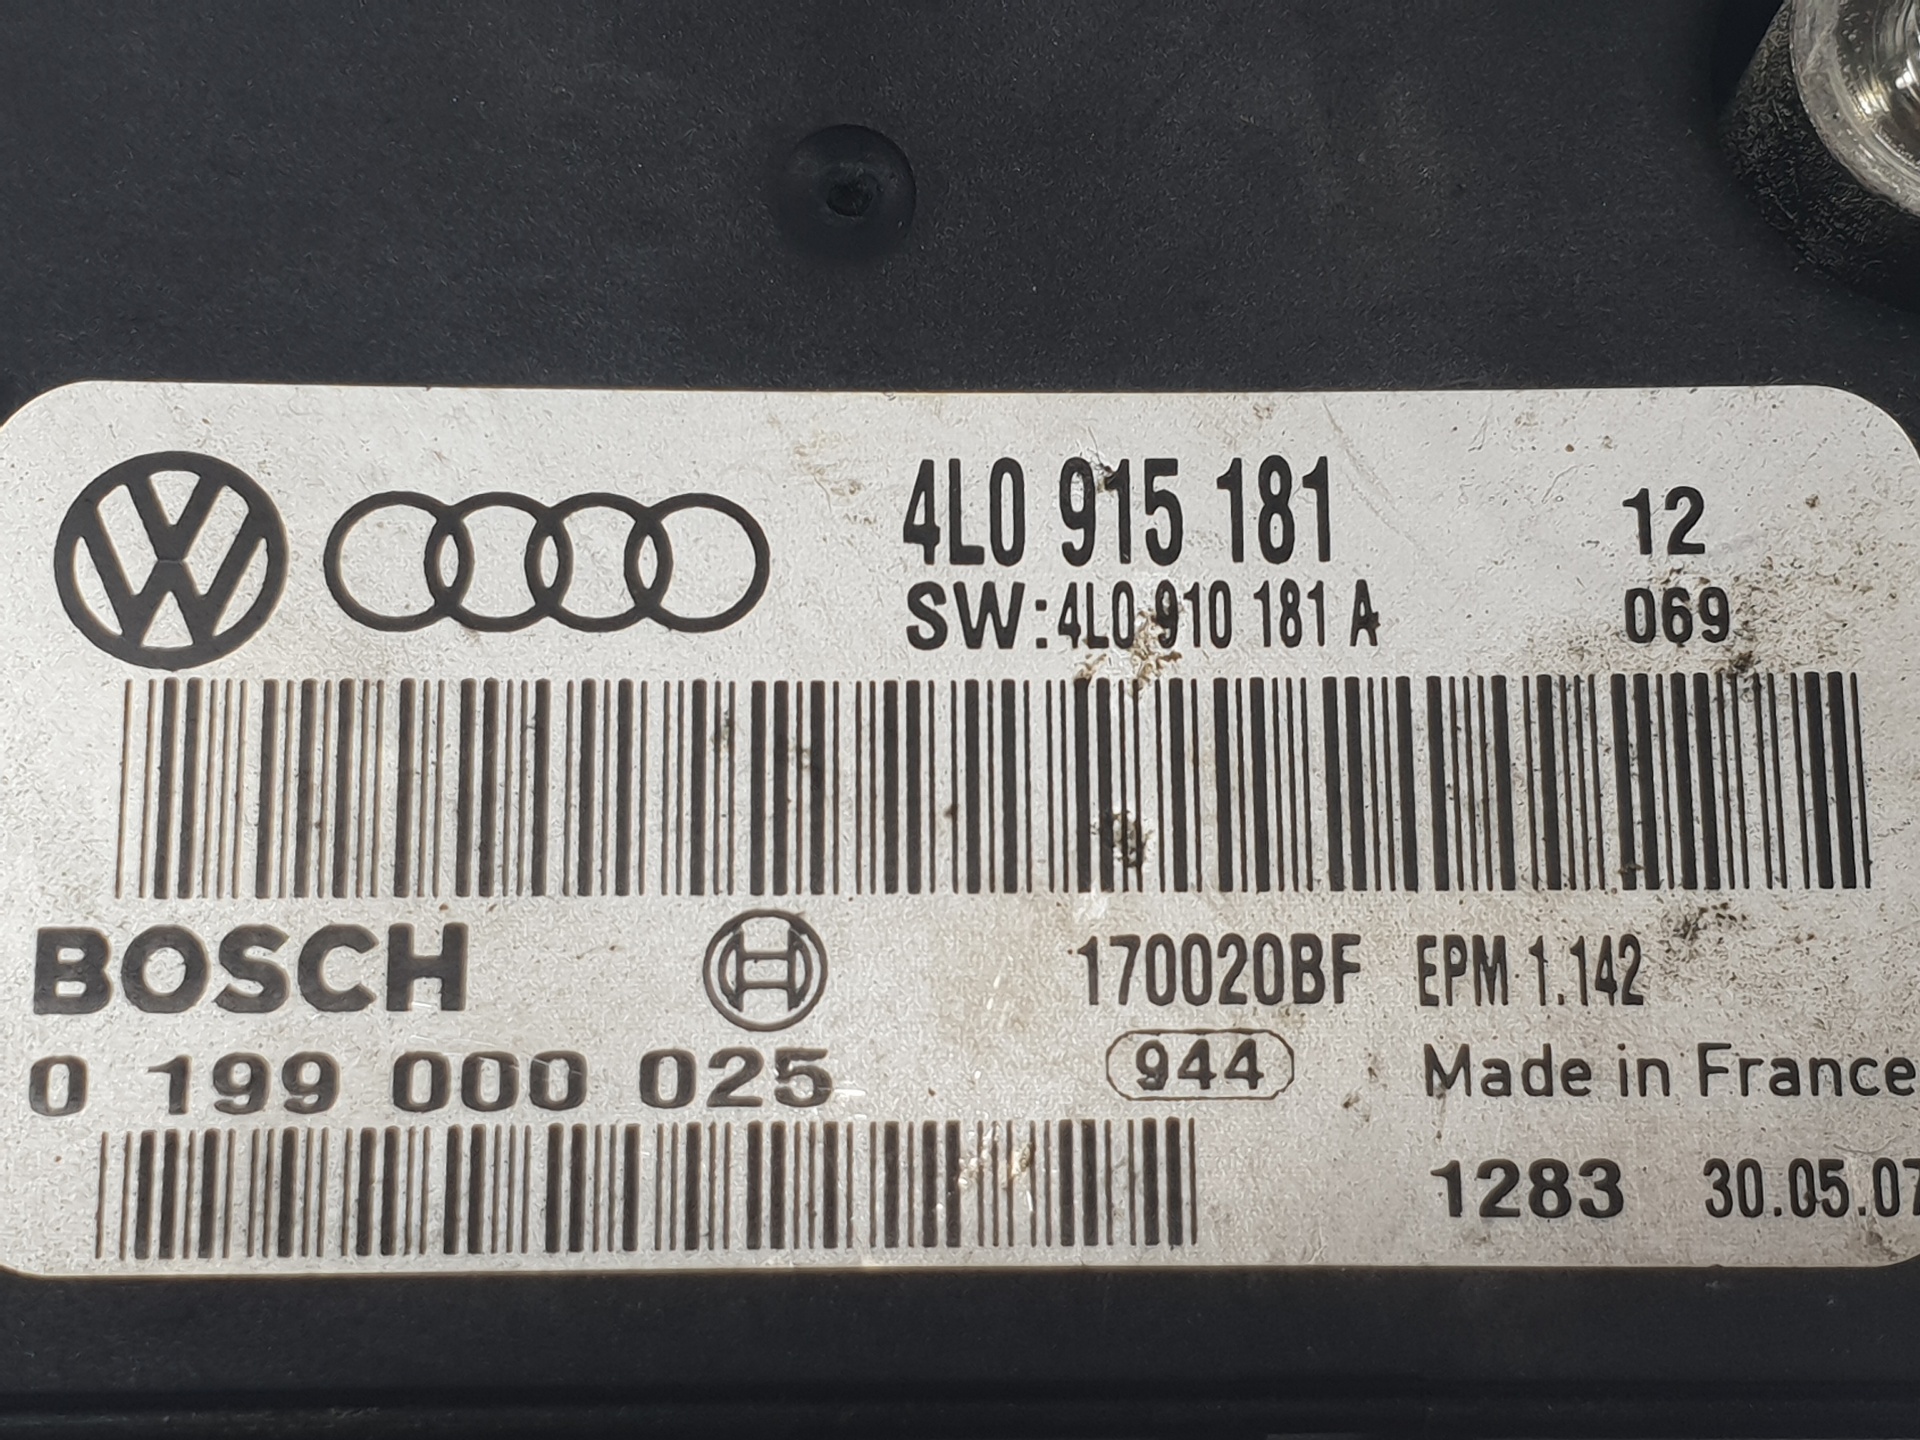 4L0 915 181 12
SW: 4L0 910 181 A 069
BOSCH 170020BF EPM 1.142
0 199 000 025 944 Made in France
1283 30.05.07